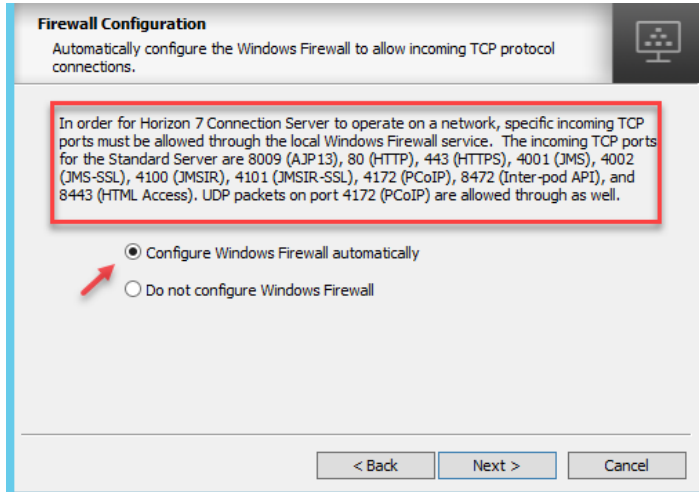 Firewall Configuration
Automatically configure the Windows Firewall to allow incoming TCP protocol
connections.
In order for Horizon 7 Connection Server to operate on a network, specific incoming TCP
ports must be allowed through the local Windows Firewall service.  The incoming TCP ports
for the Standard Server are 8009 (AJP13), 80 (HTTP), 443 (HTTPS), 4001 (JMS), 4002
(JMS-SSL), 4100 (JMSIR), 4101 (JMSIR-SSL), 4172 (PCoIP), 8472 (Inter-pod API), and
8443 (HTML Access). UDP packets on port 4172 (PCoIP) are allowed through as well.
Configure Windows Firewall automatically
Do not configure Windows Firewall
< Back Next > Cancel